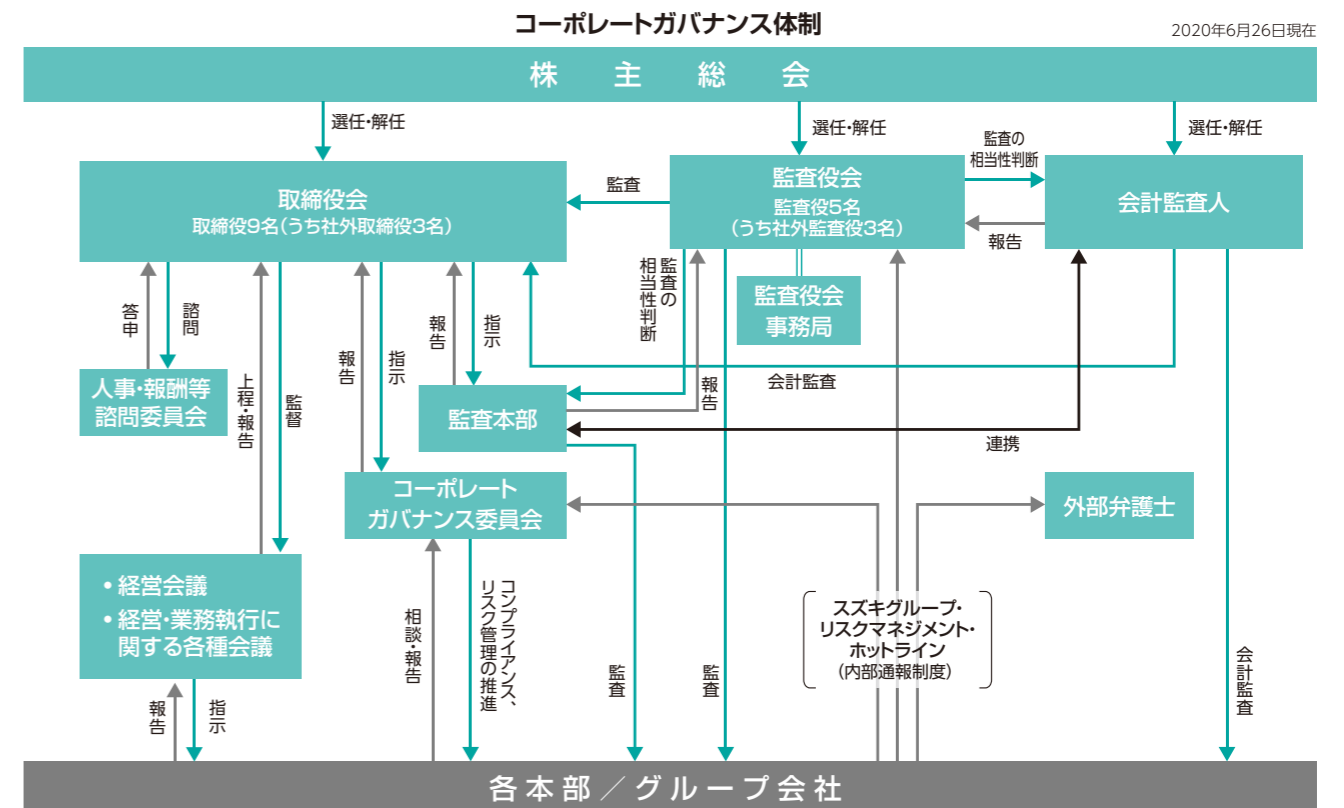 コーポレートガバナンス体制
2020年6月26日現在
株主総会
選任・解任
選任・解任
選任・解任
取締役会
取締役9名(うち社外取締役3名)
監査
監査役会
監査役5名
(うち社外監査役3名)
監査の
相当性判断
報告
会計監査人
答申
諮問
上程・報告
監督
報告
指示
報告
指示
監査の
相当性判断
報告
監査役会
事務局
会計監査
人事・報酬等
諮問委員会
監査本部
連携
コーポレート
ガバナンス委員会
外部弁護士
・経営会議
・経営・業務執行に
関する各種会議
報告
指示
相談・報告
コンプライアンス、
リスク管理の推進
監査
監査
スズキグループ・
リスクマネジメント・
ホットライン
(内部通報制度)
会計監査
各本部／グループ会社